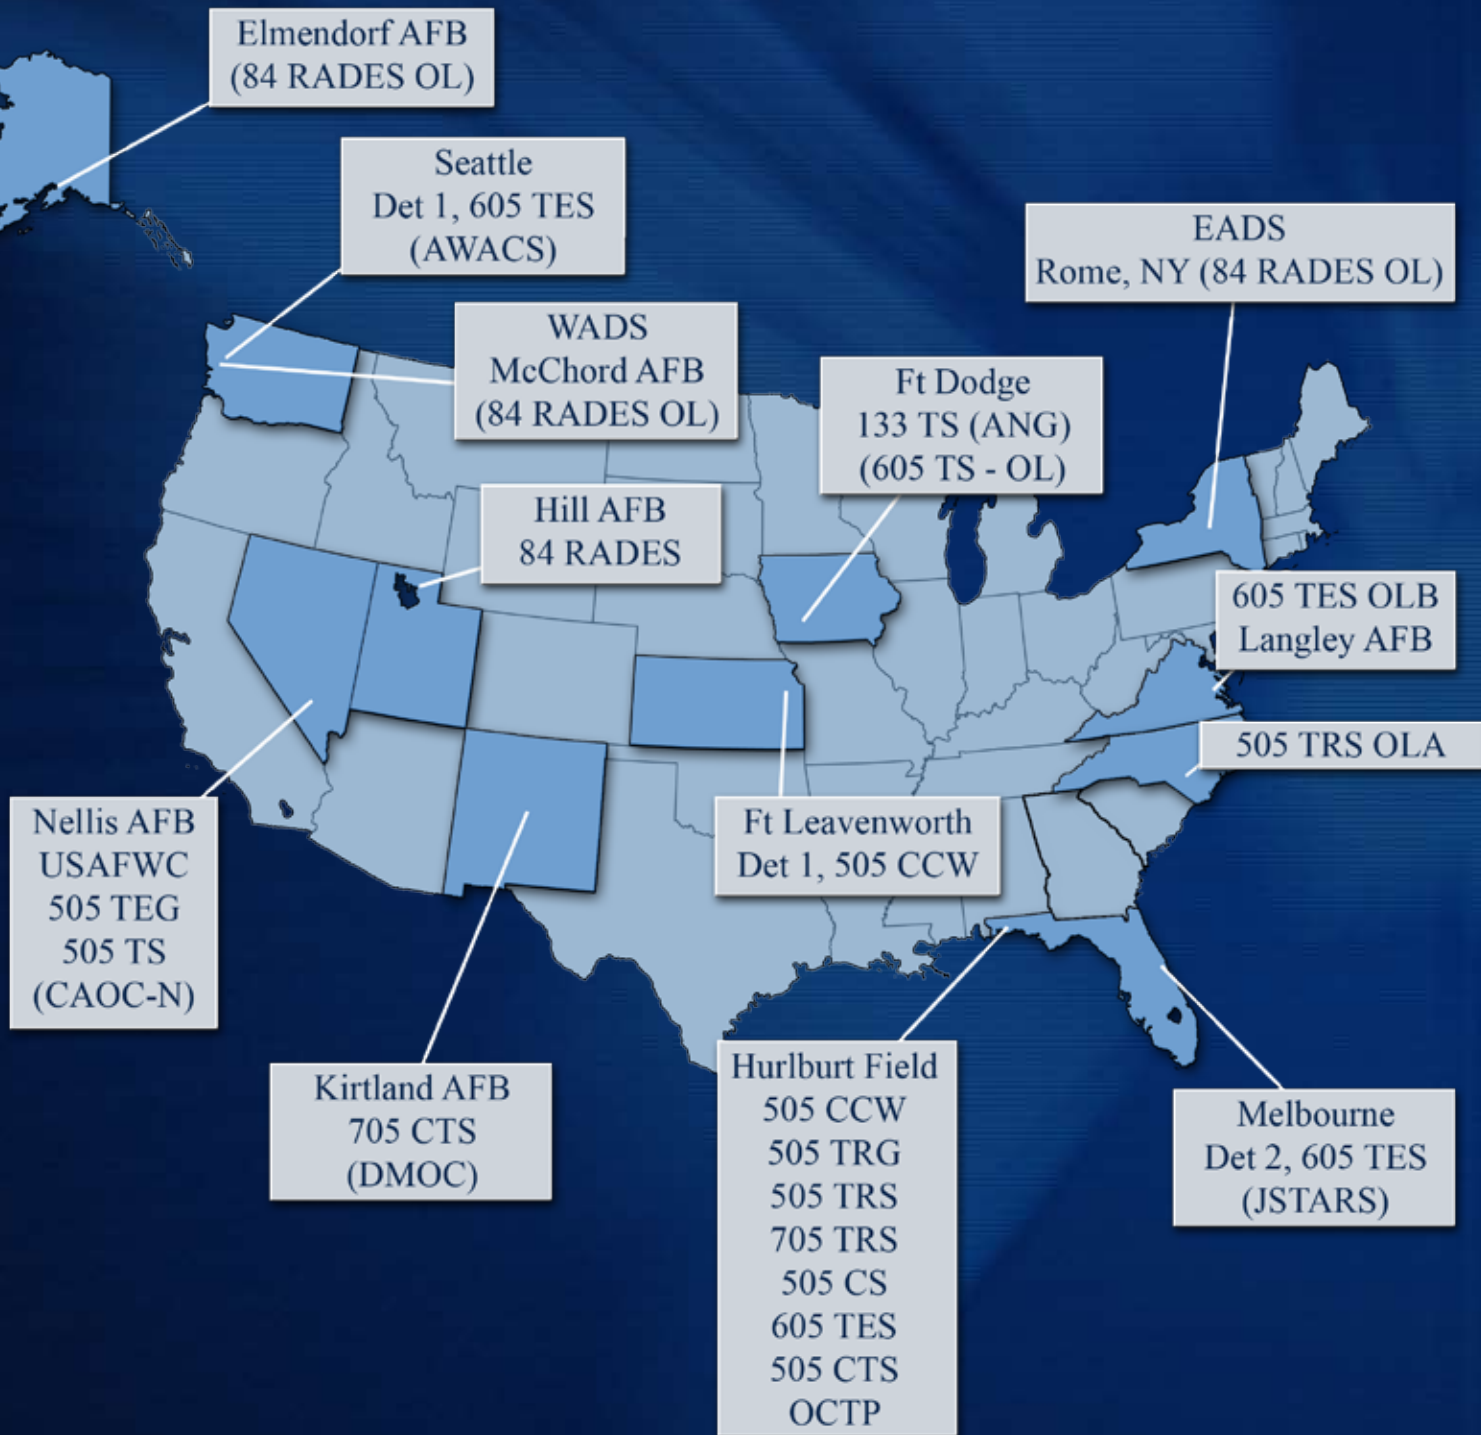 Elmendorf AFB
(84 RADES OL)
Seattle
Det 1, 605 TES
(AWACS)
EADS
Rome, NY (84 RADES OL)
WADS
McChord AFB
(84 RADES OL)
Ft Dodge
133 TS (ANG)
(605 TS - OL)
Hill AFB
84 RADES
605 TES OLB
Langley AFB
505 TRS OLA
Nellis AFB
USAFWC
505 TEG
505 TS
(CAOC-N)
Ft Leavenworth
Det 1, 505 CCW
Kirtland AFB
705 CTS
(DMOC)
Hurlburt Field
505 CCW
505 TRG
505 TRS
705 TRS
505 CS
605 TES
505 CTS
OCTP
Melbourne
Det 2, 605 TES
(JSTARS)